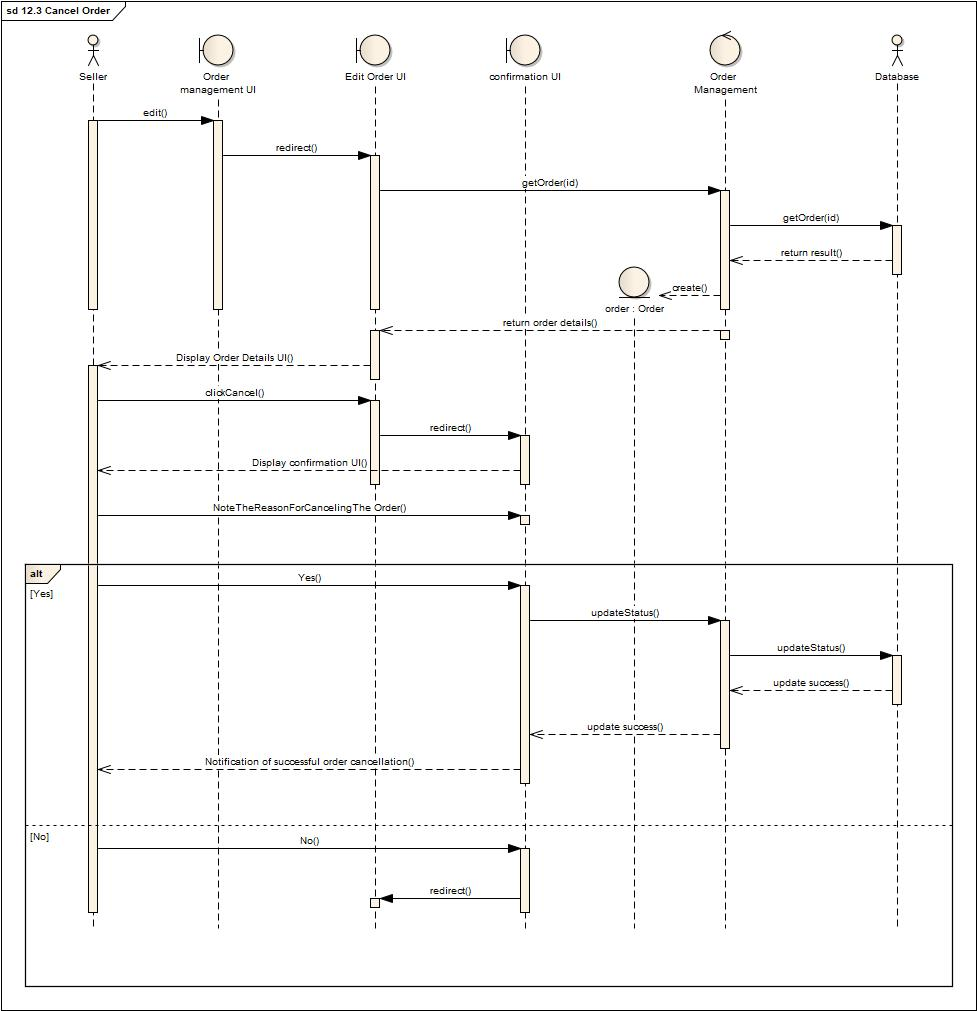 sd 12.3 Cancel Order
Seller
Order
management UI
Edit Order UI
confirmation UI
Order
Management
Database
edit()
redirect()
getOrder(id)
getOrder(id)
return result()
create()
order : Order
return order details()
Display Order Details UI()
clickCancel()
redirect()
Display confirmation UI()
NoteTheReasonForCancelingThe Order()
alt
Yes()
[Yes]
updateStatus()
updateStatus()
update success()
update success()
Notification of successful order cancellation()
[No]
No()
redirect()